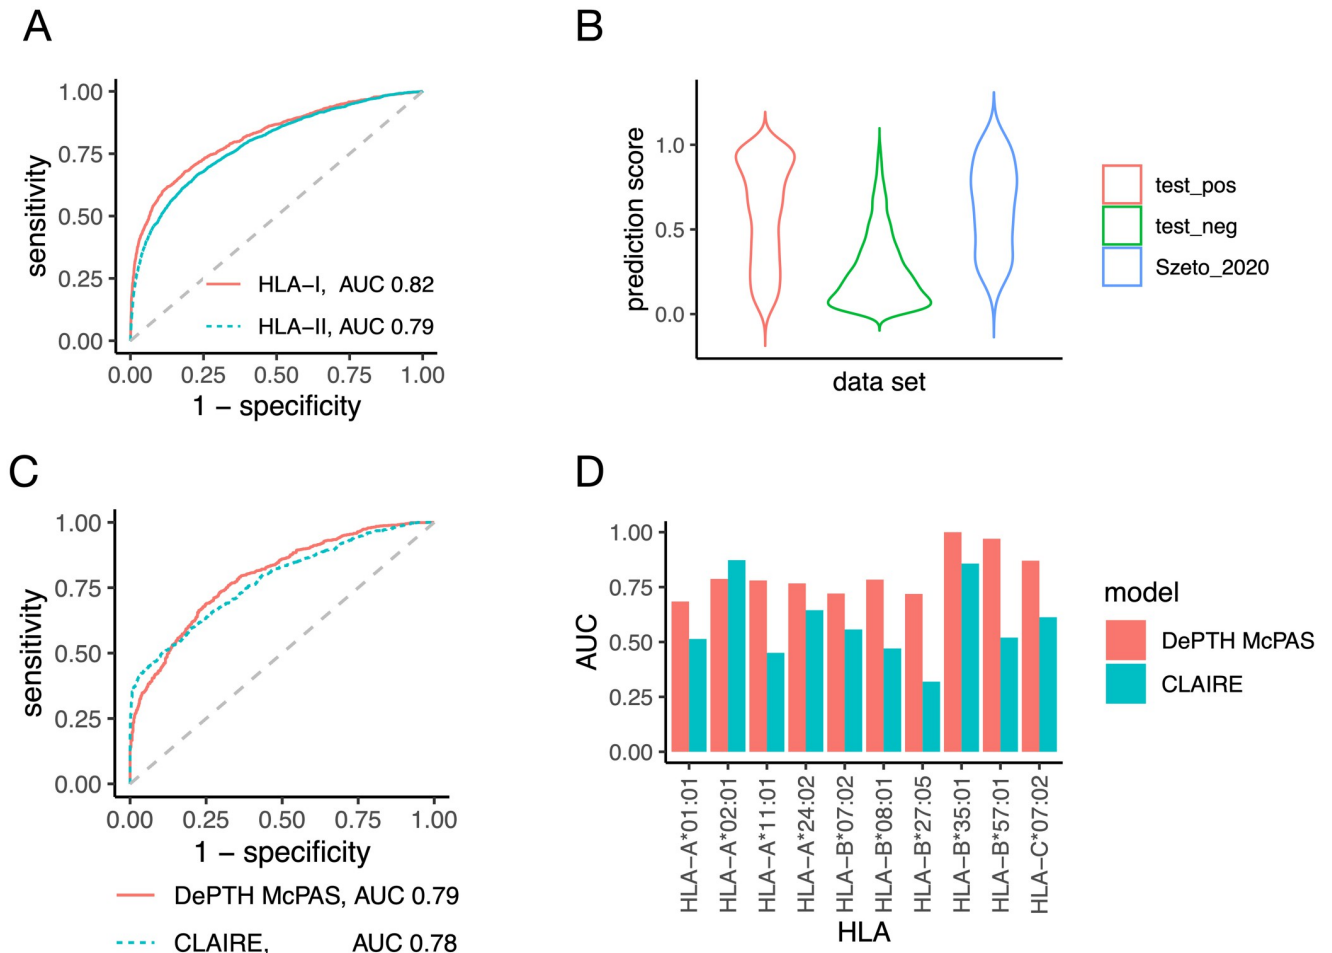 A
1.00
0.75
0.50
0.25
0.00
sensitivity
HLA–I, AUC 0.82
HLA–II, AUC 0.79
0.00 0.25 0.50 0.75 1.00
1 – specificity
B
1.0
0.5
0.0
prediction score
data set
test_pos
test_neg
Szeto_2020
C
1.00
0.75
0.50
0.25
0.00
sensitivity
0.00 0.25 0.50 0.75 1.00
1 – specificity
DePTH McPAS, AUC 0.79
CLAIRE, AUC 0.78
D
1.00
0.75
0.50
0.25
0.00
AUC
HLA–A*01:01
HLA–A*02:01
HLA–A*11:01
HLA–A*24:02
HLA–B*07:02
HLA–B*08:01
HLA–B*27:05
HLA–B*35:01
HLA–B*57:01
HLA–C*07:02
HLA
model
DePTH McPAS
CLAIRE